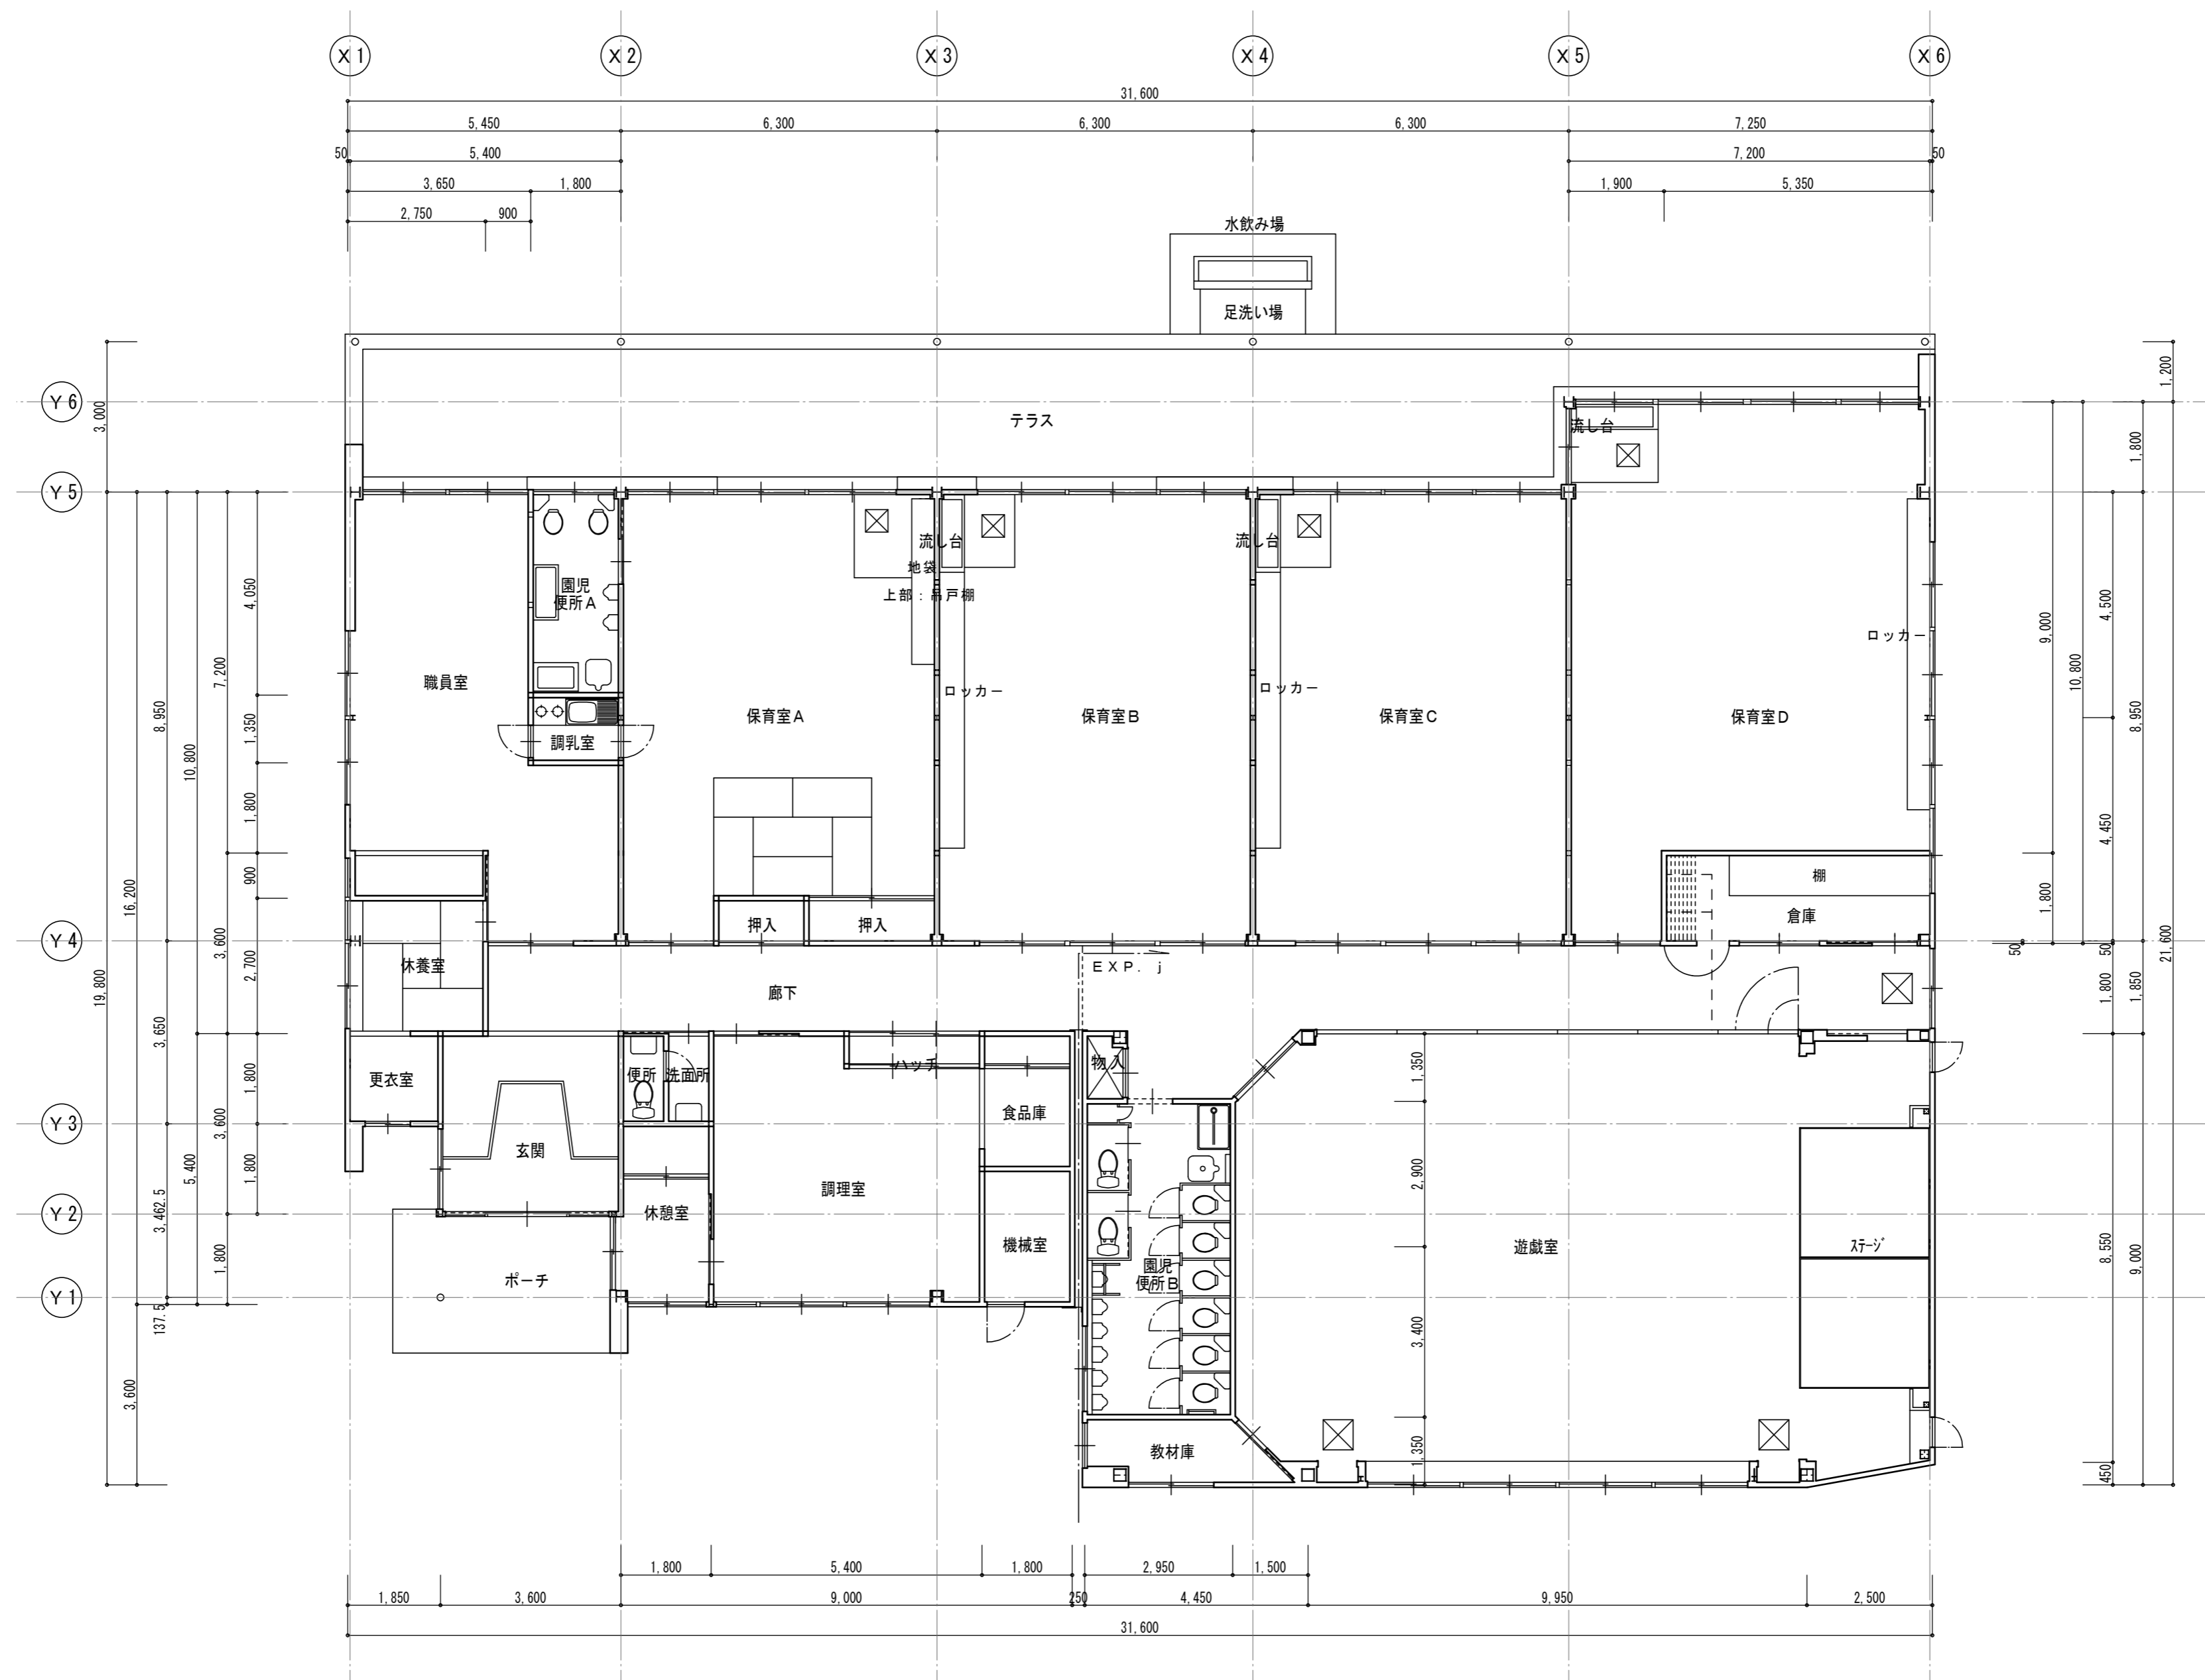 X1
X2
X3
X4
X5
X6
31,600
5,450
6,300
6,300
6,300
7,250
50
5,400
7,200
50
3,650
1,800
1,900
5,350
2,750
900
水飲み場
足洗い場
Y6
Y5
Y4
Y3
Y2
Y1
3,000
19,800
16,200
3,600
8,950
3,650
3,462.5
137.5
10,800
5,400
7,200
3,600
3,600
1,800
4,050
1,350
1,800
900
2,700
1,800
1,800
テラス
流し台
流し台
流し台
地袋
上部：吊戸棚
園児
便所A
職員室
調乳室
保育室A
ロッカー
保育室B
ロッカー
保育室C
ロッカー
保育室D
押入
押入
棚
倉庫
休養室
廊下
EXP. j
更衣室
玄関
便所
洗面所
ハッチ
食品庫
物入
休憩室
調理室
機械室
ポーチ
園児
便所B
遊戯室
ステージ
教材庫
1,350
2,900
3,400
1,350
9,000
1,800
50
10,800
4,500
4,450
50
1,800
8,550
450
1,800
8,950
1,850
9,000
1,200
21,600
1,800
5,400
1,800
2,950
1,500
1,850
3,600
9,000
250
4,450
9,950
2,500
31,600